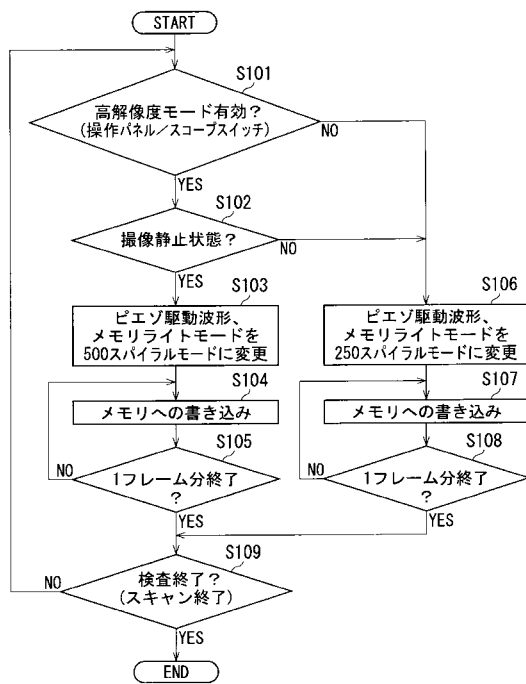 START
S101
高解像度モード有効?
(操作パネル/スコープスイッチ)
NO
YES
S102
撮像静止状態?
NO
YES
S103
ピエゾ駆動波形、
メモリライトモードを
500スパイラルモードに変更
S104
メモリへの書き込み
S105
1フレーム分終了
?
NO
YES
S106
ピエゾ駆動波形、
メモリライトモードを
250スパイラルモードに変更
S107
メモリへの書き込み
S108
1フレーム分終了
?
NO
YES
S109
検査終了?
(スキャン終了)
NO
YES
END